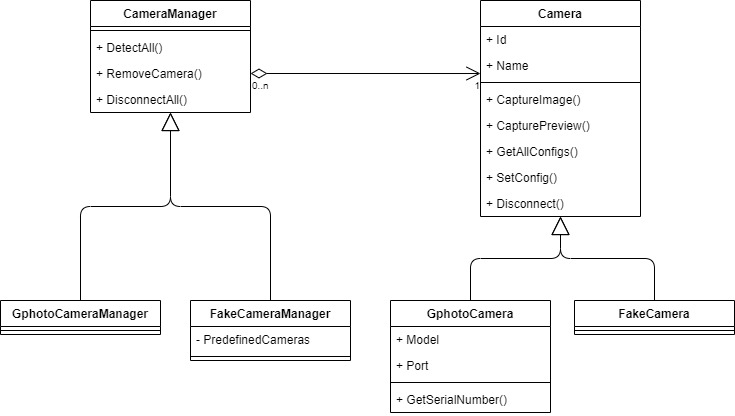 CameraManager
+ DetectAll()
+ RemoveCamera()
+ DisconnectAll()
0..n
1
Camera
+ Id
+ Name
+ CaptureImage()
+ CapturePreview()
+ GetAllConfigs()
+ SetConfig()
+ Disconnect()
GphotoCameraManager
FakeCameraManager
- PredefinedCameras
GphotoCamera
+ Model
+ Port
+ GetSerialNumber()
FakeCamera